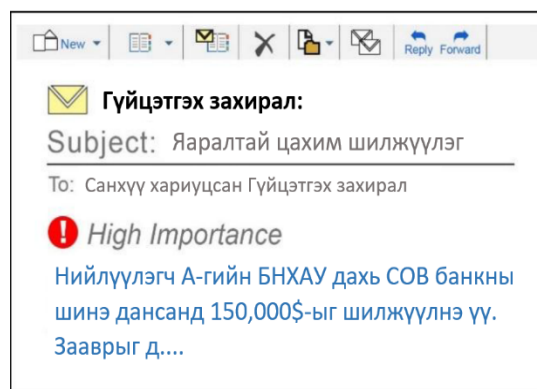 New
Reply Forward
Гүйцэтгэх захирал:
Subject: Яаралтай цахим шилжүүлэг
To: Санхүү хариуцсан Гүйцэтгэх захирал
! High Importance
Нийлүүлэгч А-гийн БНХАУ дахь COB банкны
шинэ дансанд 150,000$-ыг шилжүүлнэ үү.
Зааврыг д....